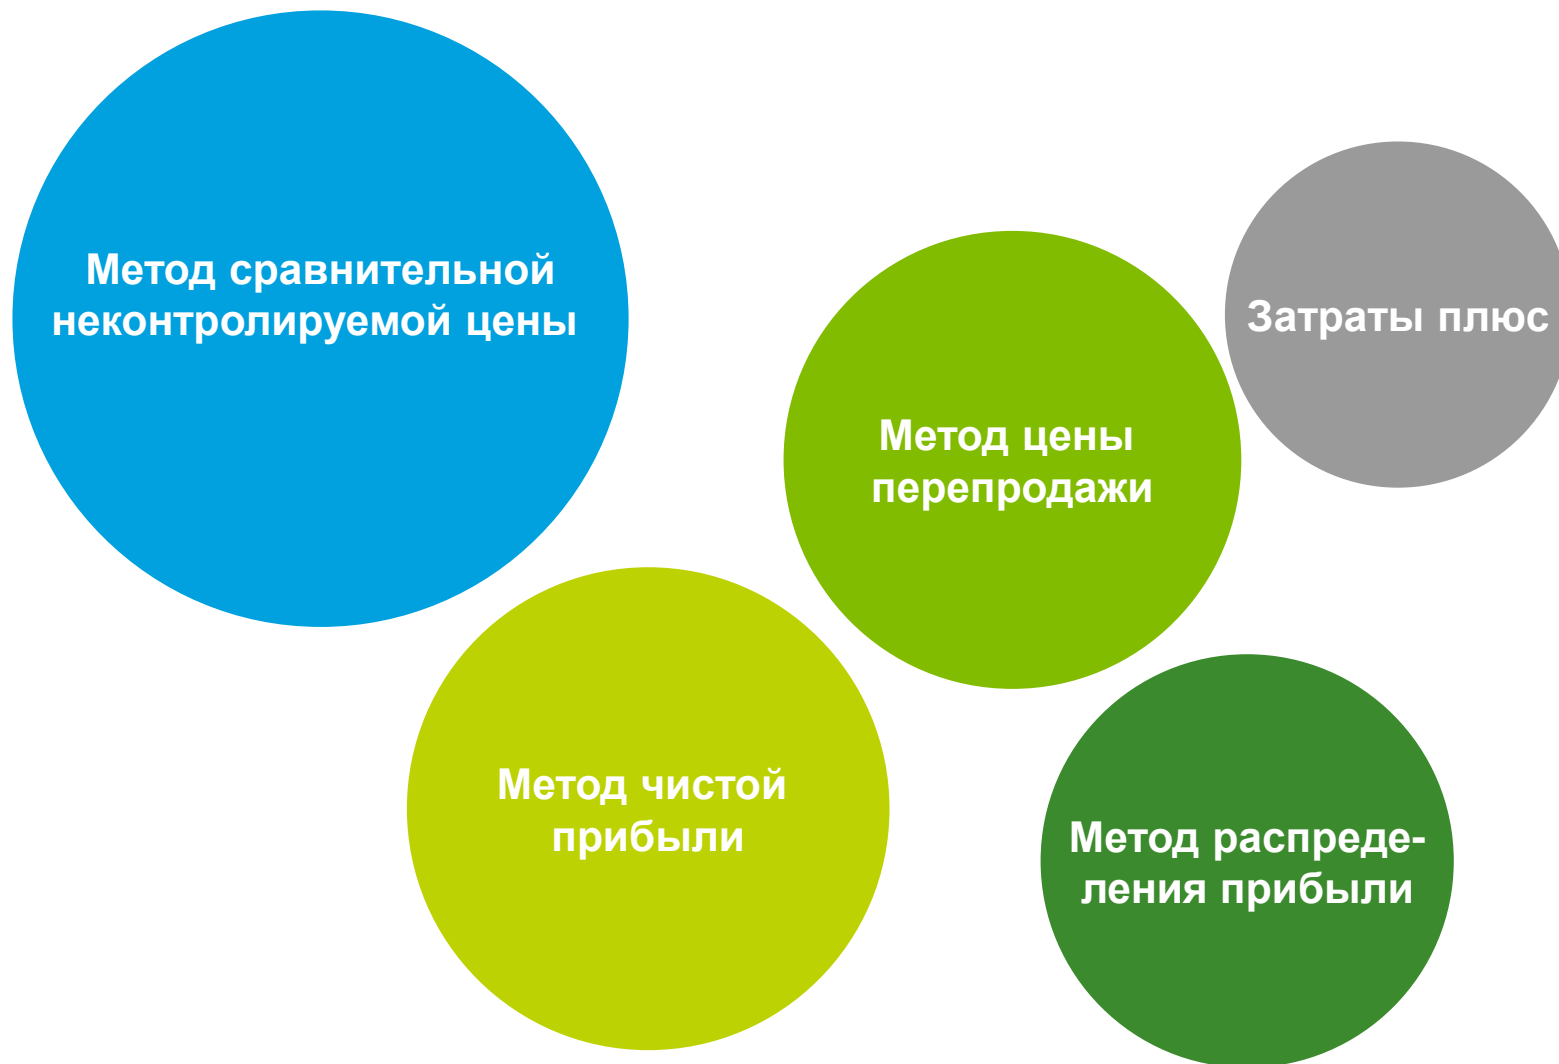 Метод сравнительной
неконтролируемой цены
Затраты плюс
Метод цены
перепродажи
Метод чистой
прибыли
Метод распреде-
ления прибыли